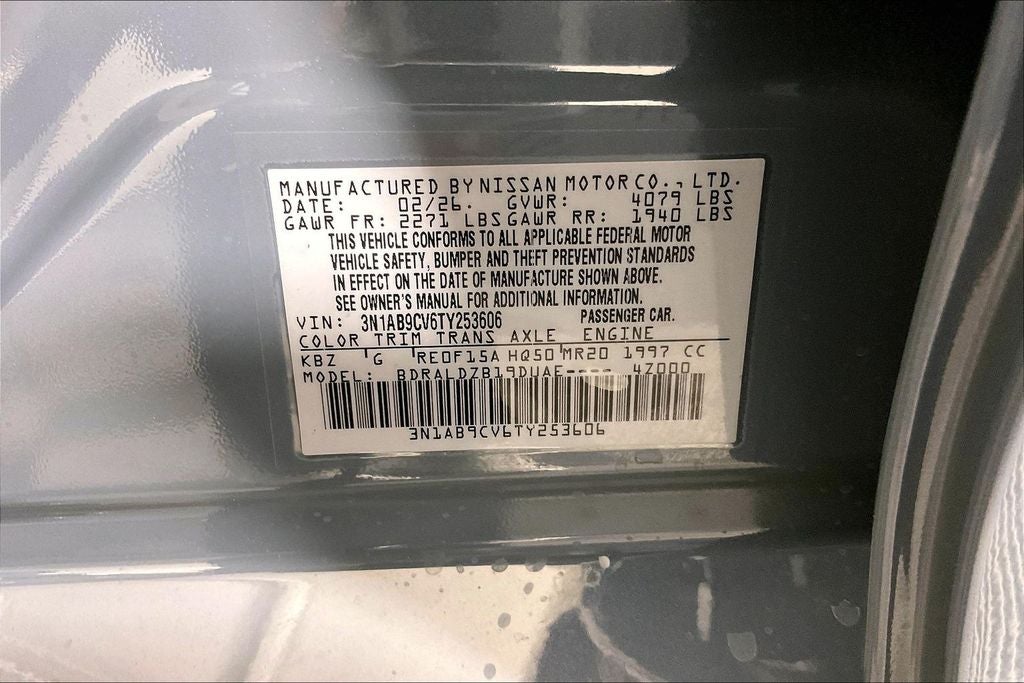 MANUFACTURED BY NISSAN MOTOR CO., LTD.
DATE: 02/26. GVWR: 4079 LBS
GAWR FR: 2271 LBS GAWR RR: 1940 LBS
THIS VEHICLE CONFORMS TO ALL APPLICABLE FEDERAL MOTOR
VEHICLE SAFETY, BUMPER AND THEFT PREVENTION STANDARDS
IN EFFECT ON THE DATE OF MANUFACTURE SHOWN ABOVE.
SEE OWNER'S MANUAL FOR ADDITIONAL INFORMATION.
VIN: 3N1AB9CV6TY253606 PASSENGER CAR.
COLOR TRIM TRANS AXLE ENGINE
KBZ G RE0F15A HQ50 MR20 1997 CC
MODEL: BDRALDZB19DUAE---- 4Z000
3N1AB9CV6TY253606